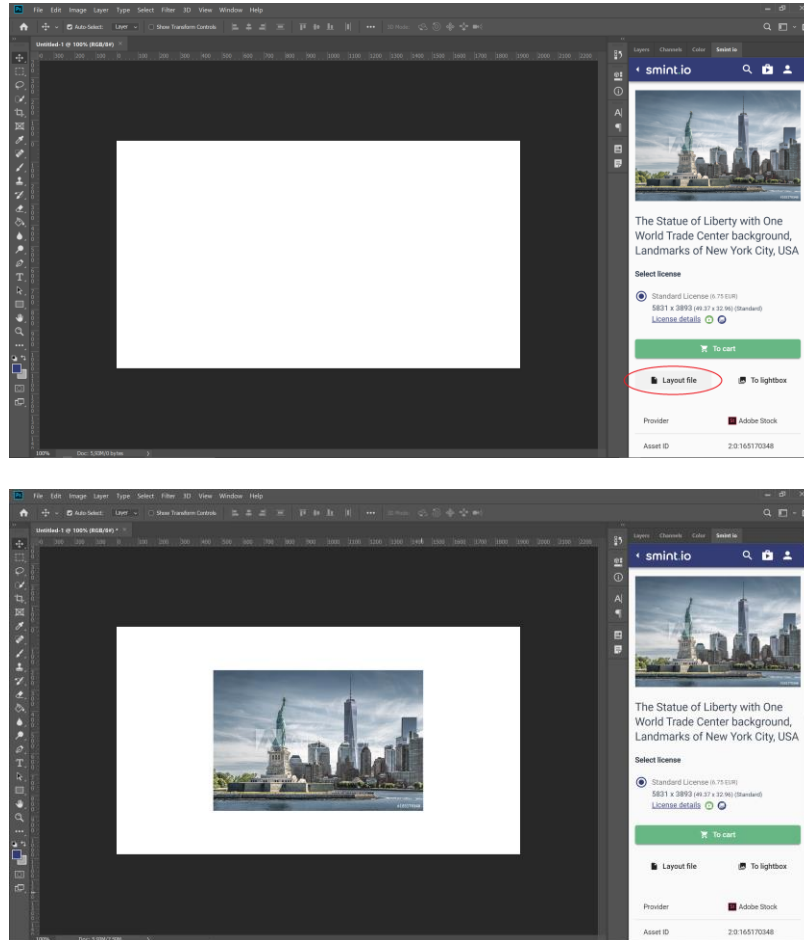 File Edit Image Layer Type Select Filter 3D View Window Help
Auto-Select: Layer Show Transform Controls
Untitled-1 @ 100% (RGB/8#)
Layers Channels Color Smint io
smint.io
The Statue of Liberty with One
World Trade Center background,
Landmarks of New York City, USA
Select license
Standard License (6.75 EUR)
5831 x 3893 (49.37 x 32.96) (Standard)
License details
To cart
Layout file To lightbox
Provider Adobe Stock
Asset ID 2:0:165170348
100%
File Edit Image Layer Type Select Filter 3D View Window Help
Auto-Select: Layer Show Transform Controls
Untitled-1 @ 100% (RGB/8#) *
Layers Channels Color Smint io
smint.io
The Statue of Liberty with One
World Trade Center background,
Landmarks of New York City, USA
Select license
Standard License (6.75 EUR)
5831 x 3893 (49.37 x 32.96) (Standard)
License details
To cart
Layout file To lightbox
Provider Adobe Stock
Asset ID 2:0:165170348
100%